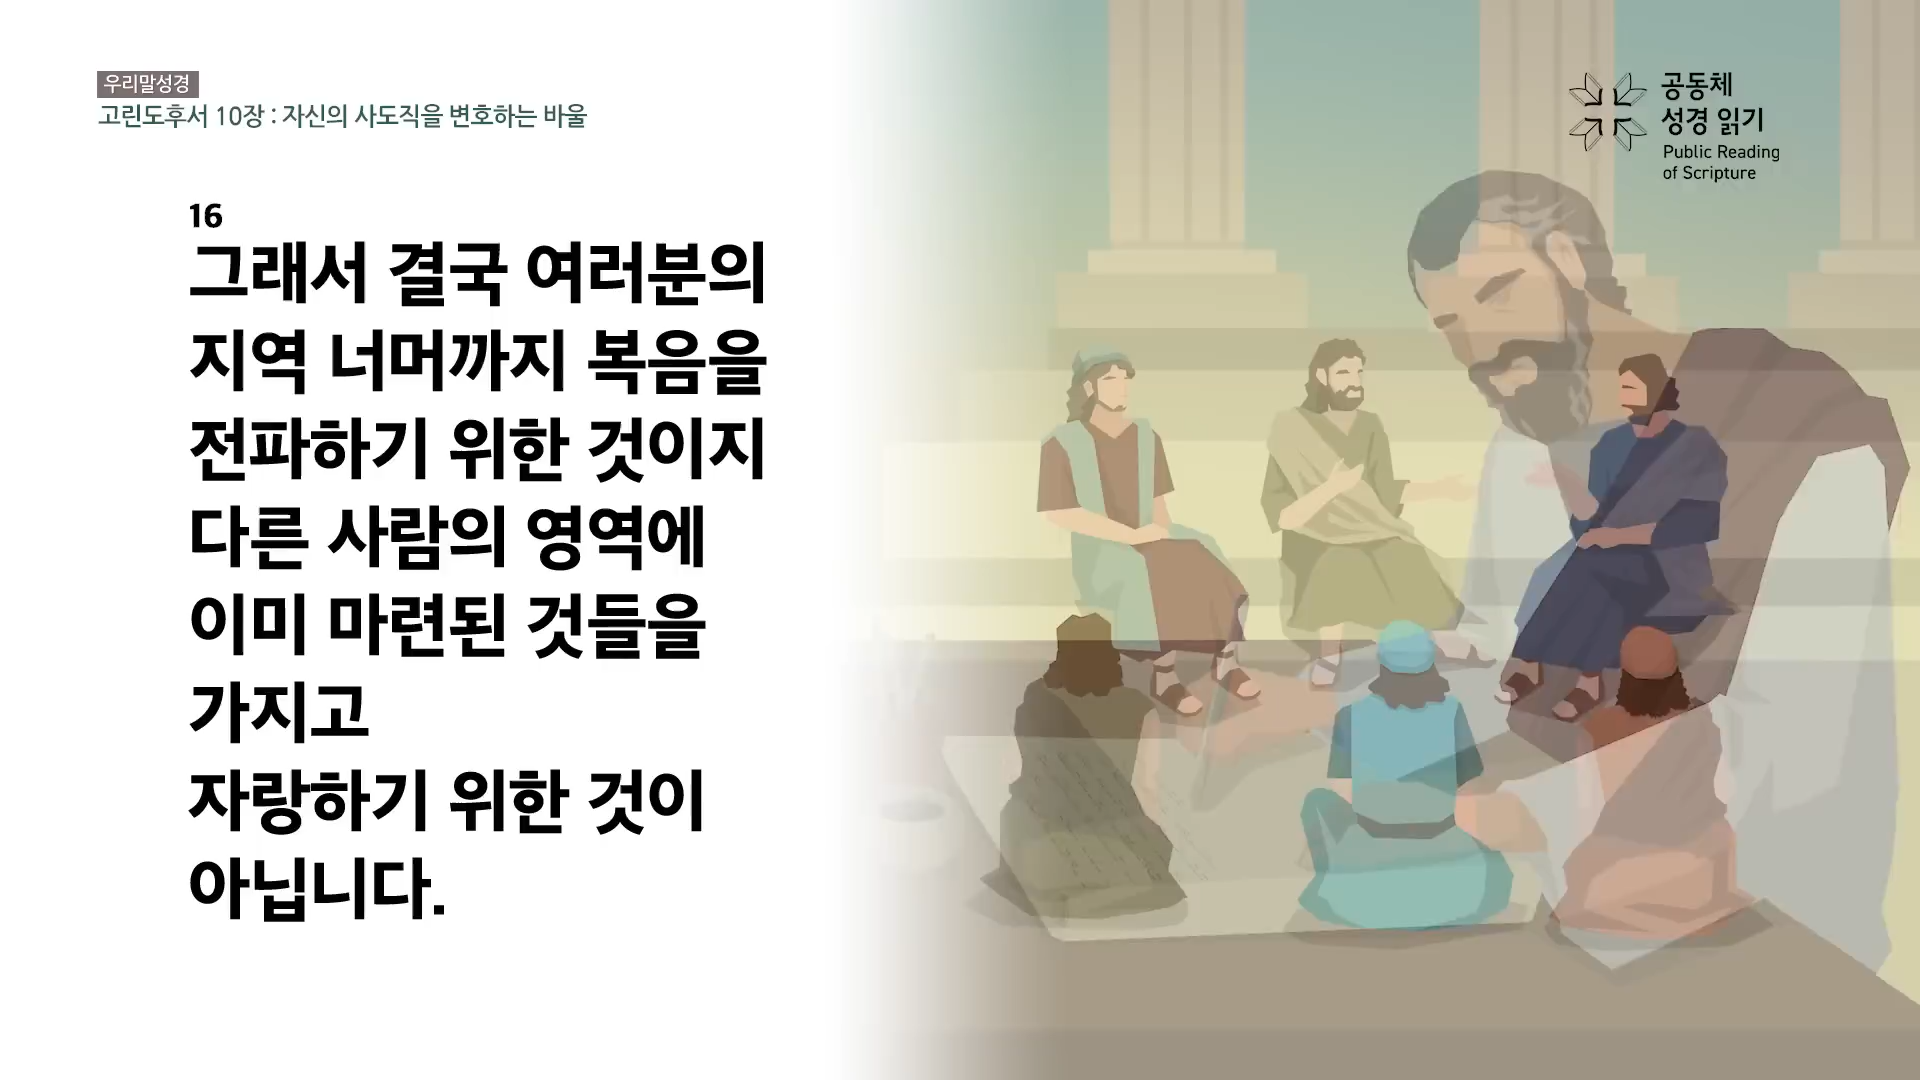 우리말성경
고린도후서 10장 : 자신의 사도직을 변호하는 바울
공동체
성경 읽기
Public Reading
of Scripture
16
그래서 결국 여러분의
지역 너머까지 복음을
전파하기 위한 것이지
다른 사람의 영역에
이미 마련된 것들을
가지고
자랑하기 위한 것이
아닙니다.